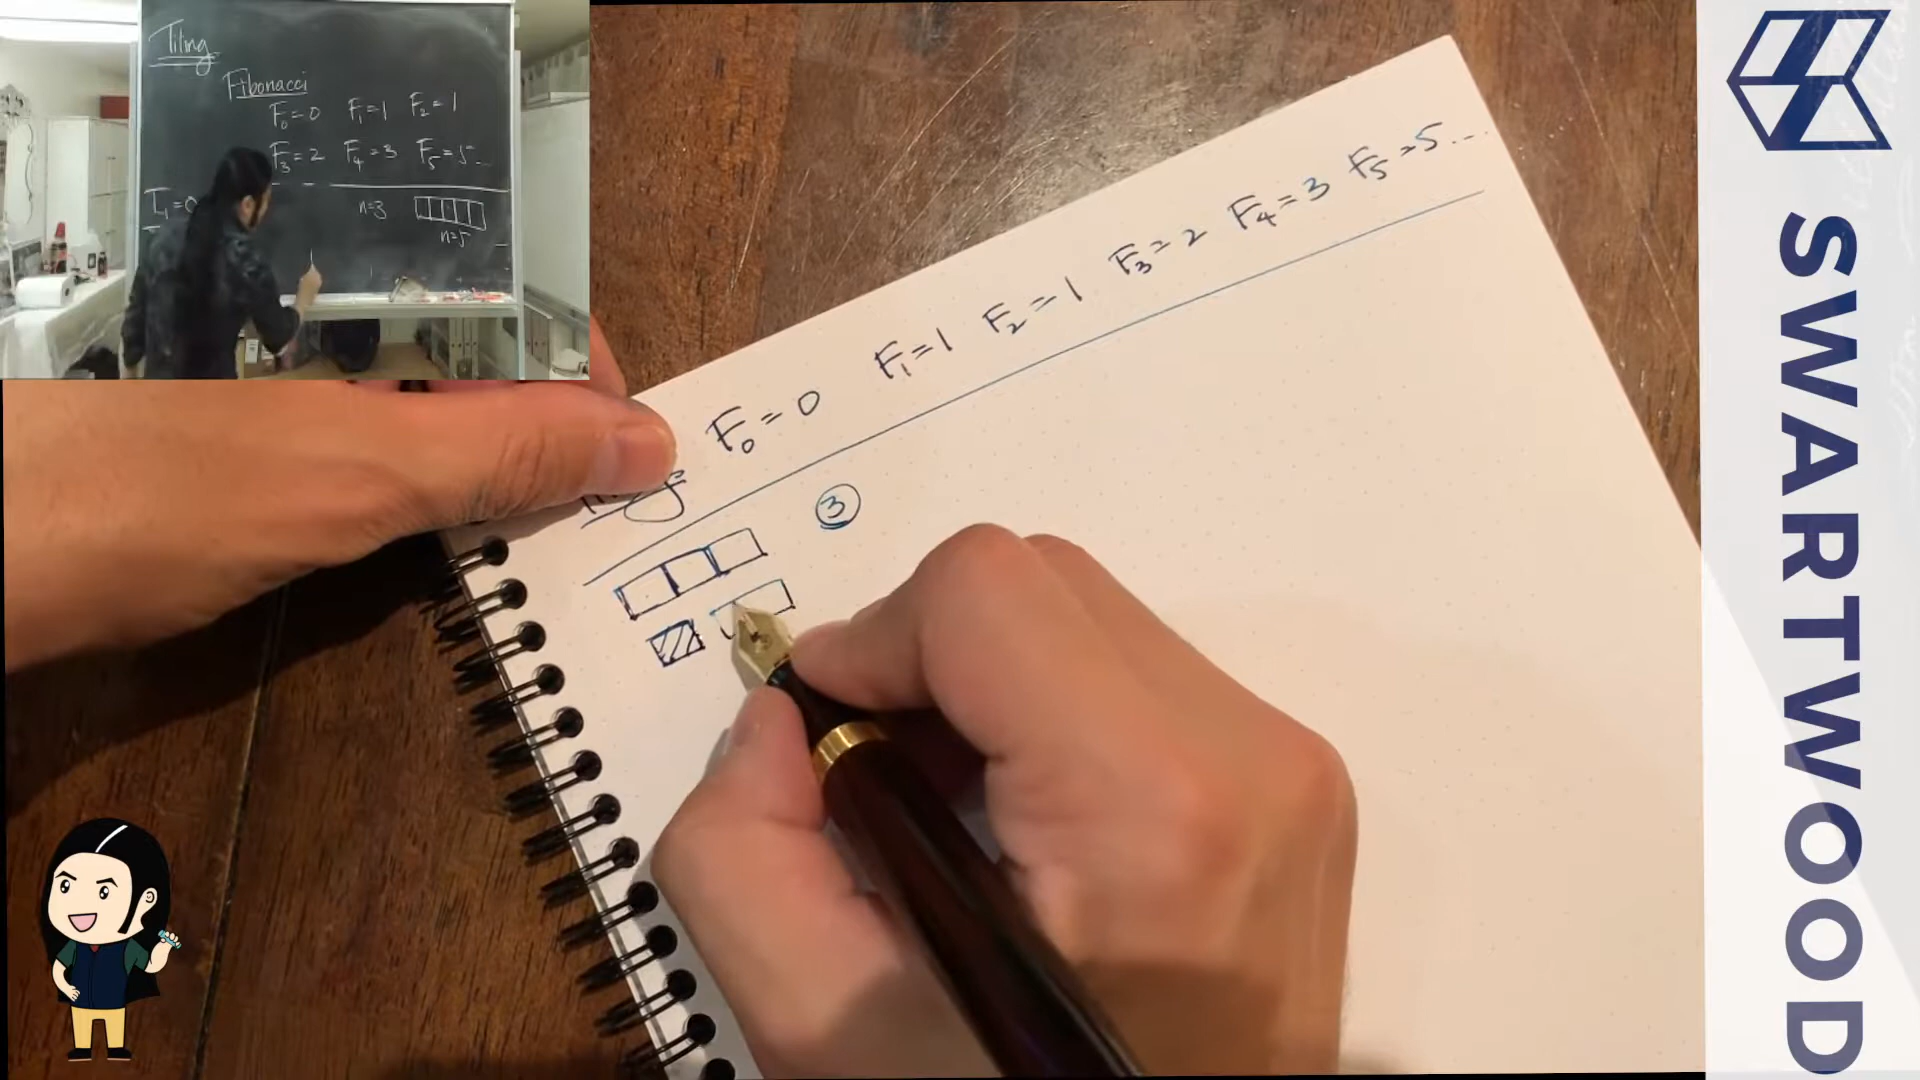 Tiling
Fibonacci
F₀=0 F₁=1 F₂=1
F₃=2 F₄=3 F₅=5...
n=3
n=5
F₀=0 F₁=1 F₂=1 F₃=2 F₄=3 F₅=5...
3
SWARTWOOD